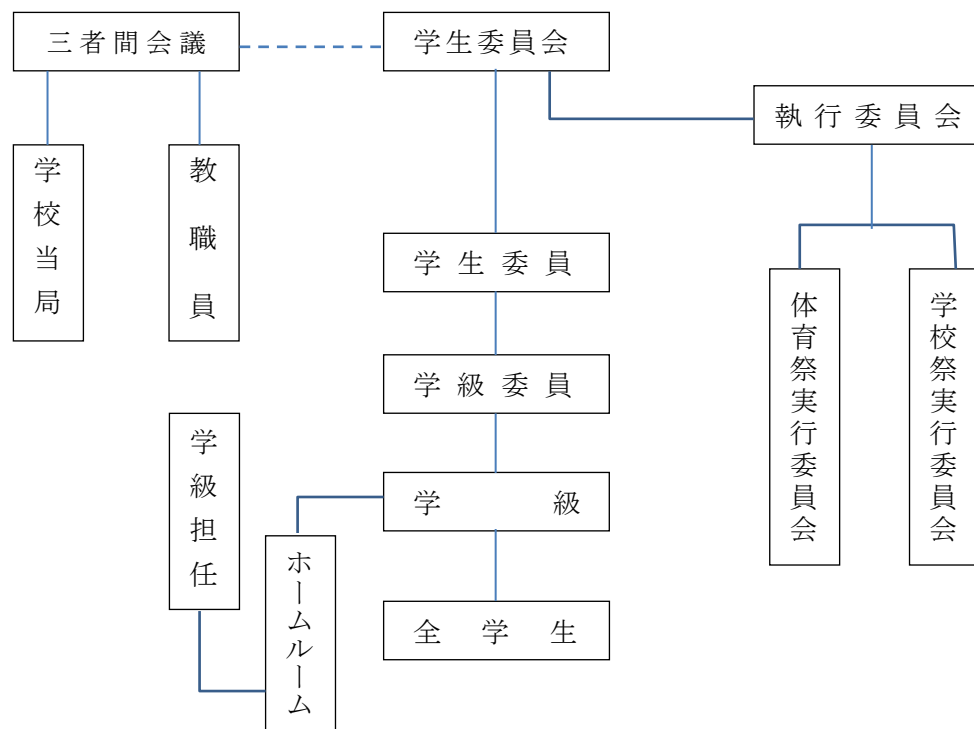 三者間会議
学生委員会
執行委員会
学校当局
教職員
学生委員
学級委員
体育祭実行委員会
学校祭実行委員会
学級担任
学級
ホームルーム
全学生